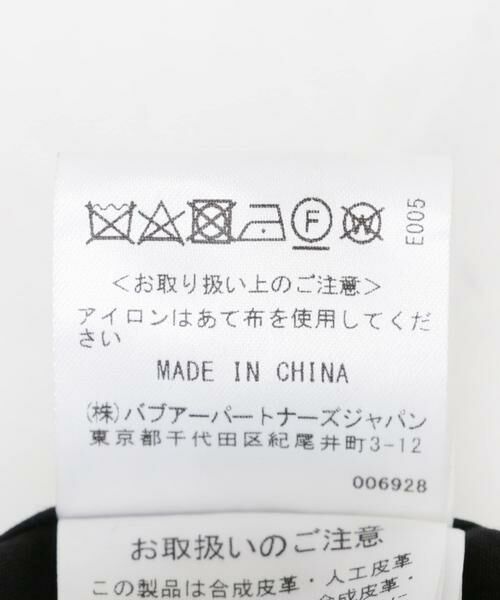 F W
E005
<お取り扱い上のご注意>
アイロンはあて布を使用してくだ
さい
MADE IN CHINA
(株)バブアーパートナーズジャパン
東京都千代田区紀尾井町3-12
006928
お取扱いのご注意
この製品は合成皮革・人工皮革
合成皮革・